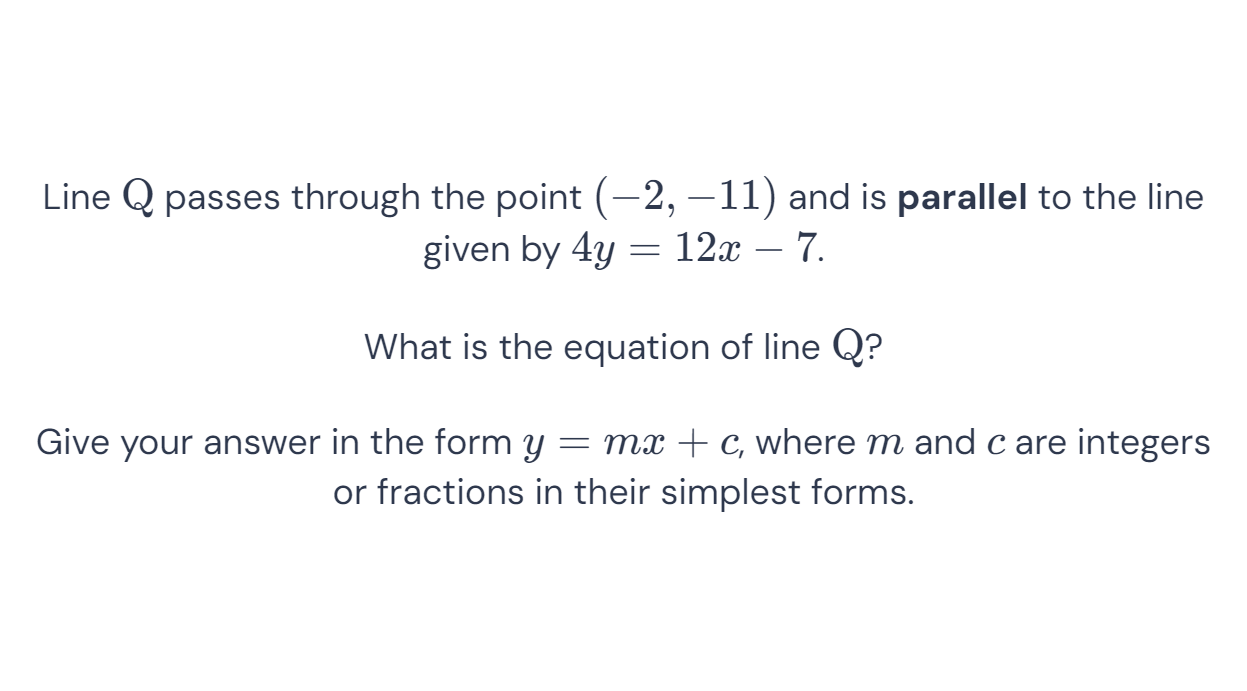 Line Q passes through the point (−2, −11) and is parallel to the line
given by 4y = 12x − 7.
What is the equation of line Q?
Give your answer in the form y = mx + c, where m and c are integers
or fractions in their simplest forms.